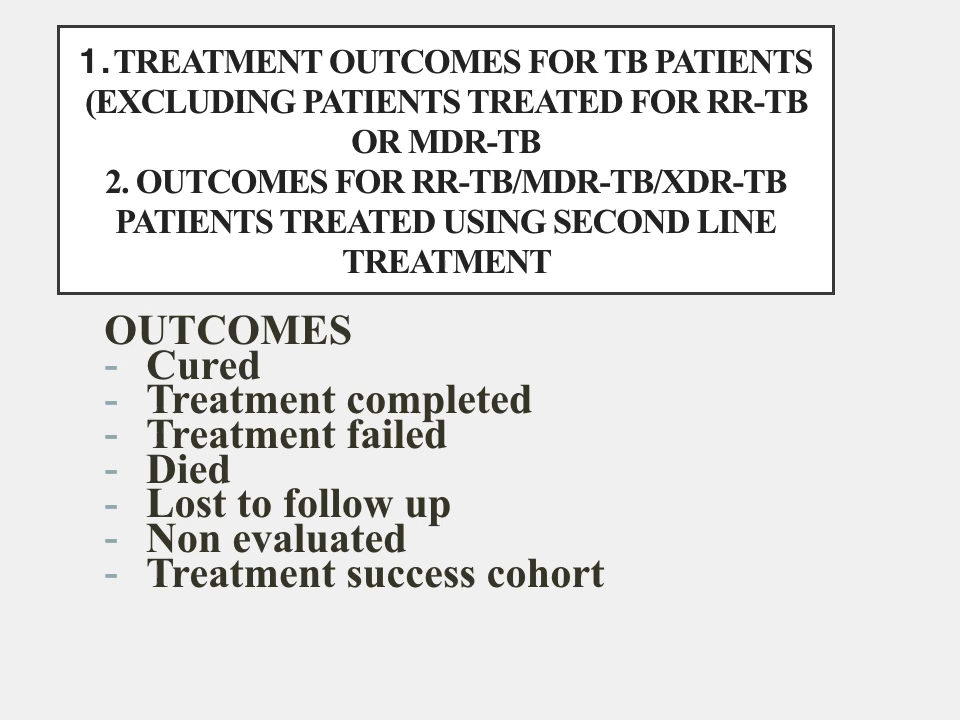 1. TREATMENT OUTCOMES FOR TB PATIENTS
(EXCLUDING PATIENTS TREATED FOR RR-TB
OR MDR-TB
2. OUTCOMES FOR RR-TB/MDR-TB/XDR-TB
PATIENTS TREATED USING SECOND LINE
TREATMENT
OUTCOMES
- Cured
- Treatment completed
- Treatment failed
- Died
- Lost to follow up
- Non evaluated
- Treatment success cohort